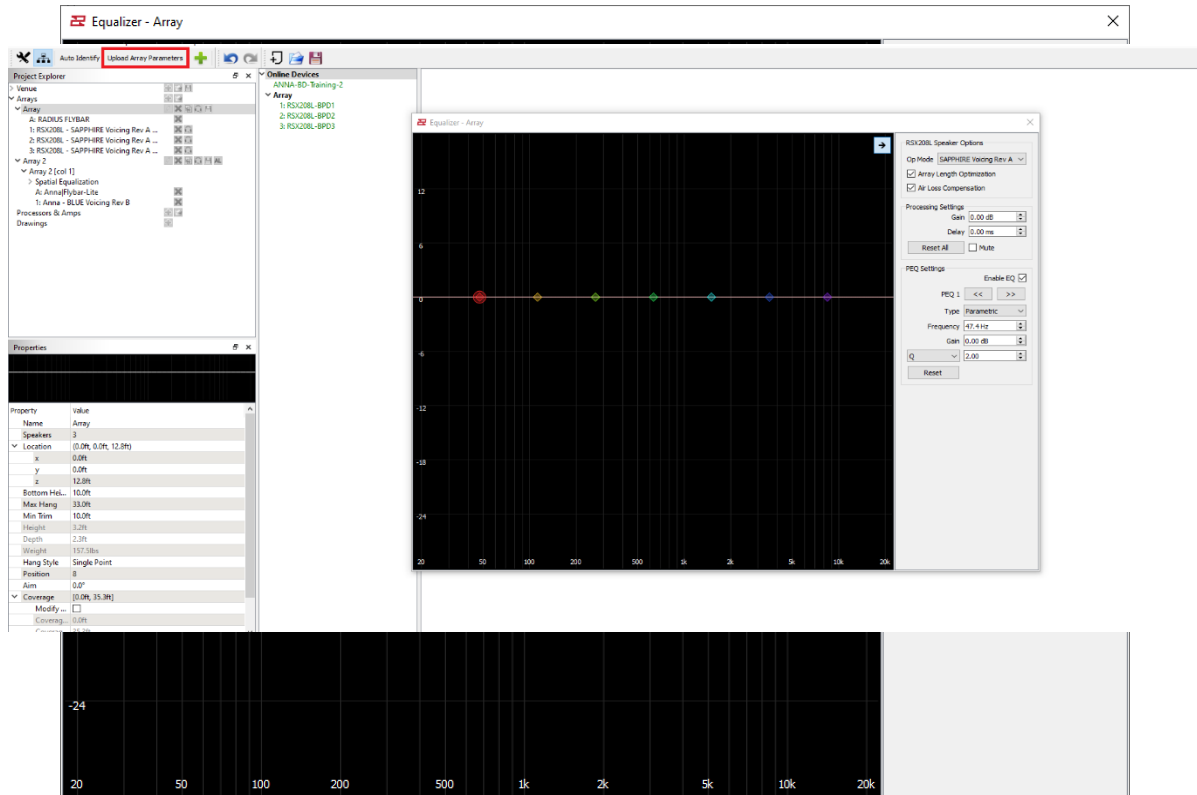 Equalizer - Array
Auto Identify Upload Array Parameters
Project Explorer
Venue
Arrays
Array
A: RADIUS FLYBAR
1: RSX208L - SAPPHIRE Voicing Rev A ...
2: RSX208L - SAPPHIRE Voicing Rev A ...
3: RSX208L - SAPPHIRE Voicing Rev A ...
Array 2
Array 2 [col 1]
Spatial Equalization
A: Anna|Flybar-Lite
1: Anna - BLUE Voicing Rev B
Processors & Amps
Drawings
Online Devices
ANNA-BD-Training-2
Array
1: RSX208L-BPD1
2: RSX208L-BPD2
3: RSX208L-BPD3
Properties
Property Value
Name Array
Speakers 3
Location (0.0ft, 0.0ft, 12.8ft)
x 0.0ft
y 0.0ft
z 12.8ft
Bottom Hei... 10.0ft
Max Hang 33.0ft
Min Trim 10.0ft
Height 3.2ft
Depth 2.3ft
Weight 157.5lbs
Hang Style Single Point
Position 8
Aim 0.0°
Coverage [0.0ft, 35.3ft]
Modify ...
Coverag... 0.0ft
Equalizer - Array
12
6
0
-6
-12
-18
-24
20 50 100 200 500 1k 2k 5k 10k 20k
RSX208L Speaker Options
Op Mode SAPPHIRE Voicing Rev A
Array Length Optimization
Air Loss Compensation
Processing Settings
Gain 0.00 dB
Delay 0.00 ms
Reset All Mute
PEQ Settings
Enable EQ
PEQ 1 << >>
Type Parametric
Frequency 47.4 Hz
Gain 0.00 dB
Q 2.00
Reset
-24
20 50 100 200 500 1k 2k 5k 10k 20k